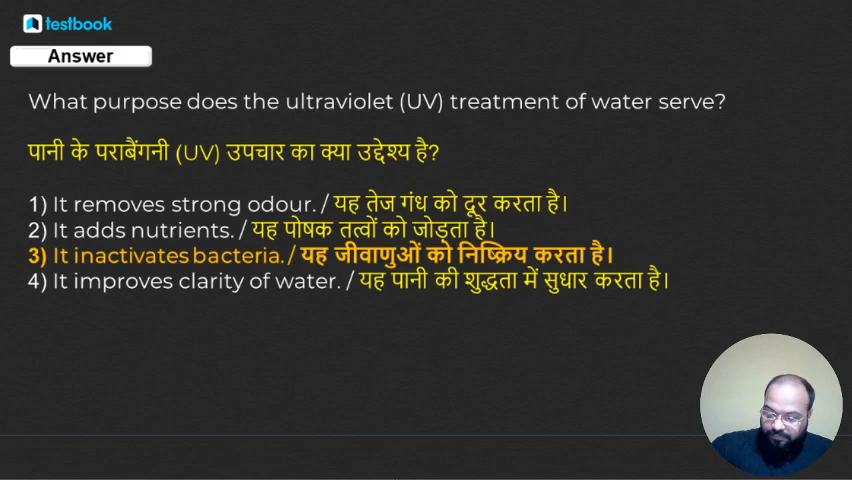 testbook
Answer
What purpose does the ultraviolet (UV) treatment of water serve?
पानी के पराबैंगनी (UV) उपचार का क्या उद्देश्य है?
1) It removes strong odour. / यह तेज गंध को दूर करता है।
2) It adds nutrients. / यह पोषक तत्वों को जोड़ता है।
3) It inactivates bacteria. / यह जीवाणुओं को निष्क्रिय करता है।
4) It improves clarity of water. / यह पानी की शुद्धता में सुधार करता है।